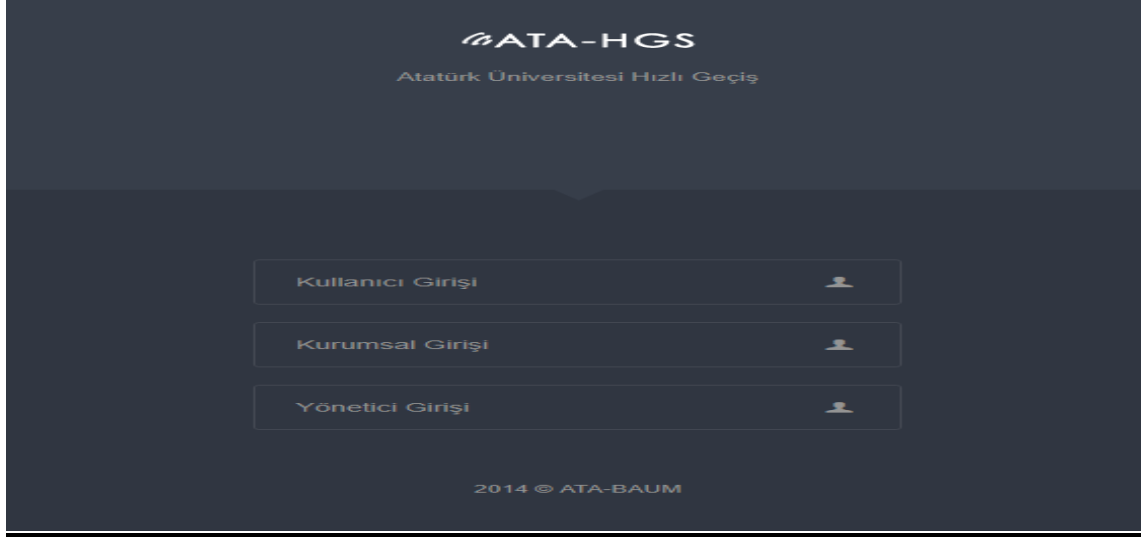 ATA-HGS
Atatürk Üniversitesi Hızlı Geçiş
Kullanıcı Girişi
Kurumsal Girişi
Yönetici Girişi
2014 © ATA-BAUM